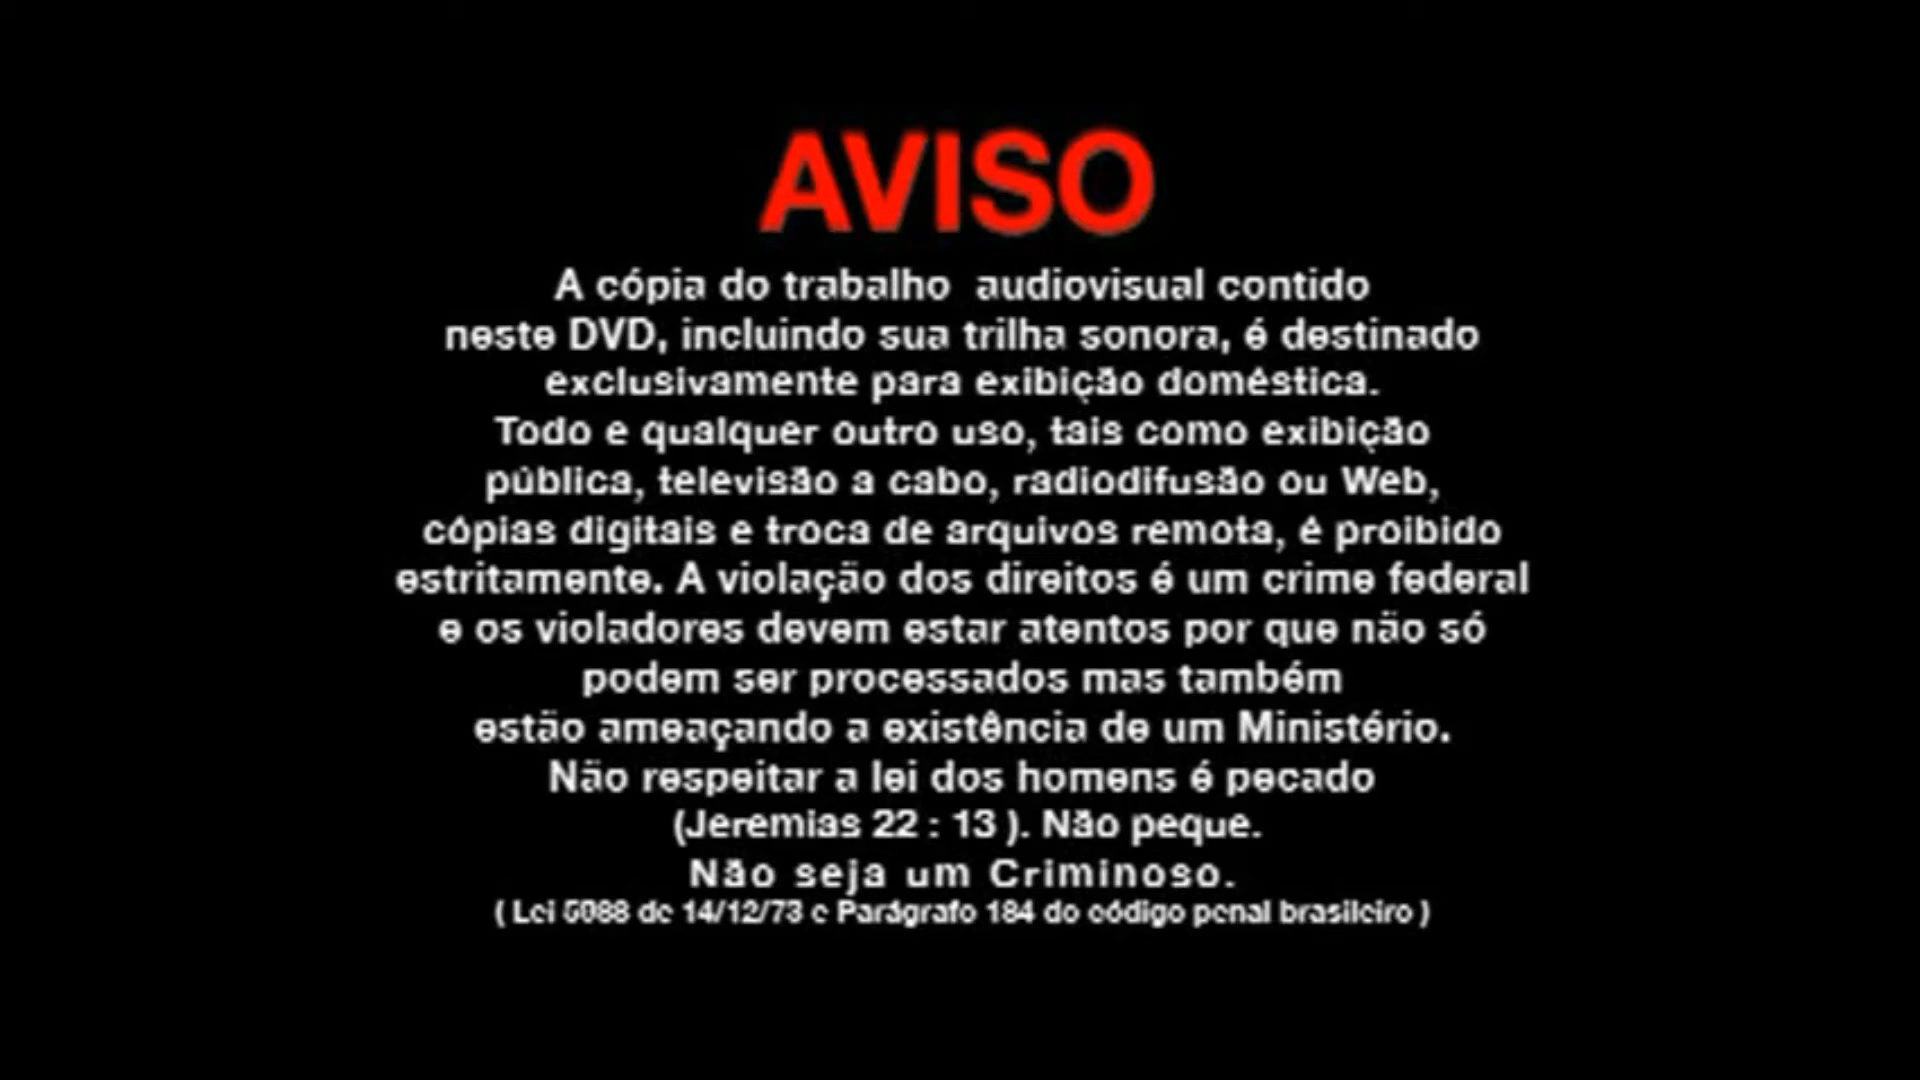 AVISO
A cópia do trabalho audiovisual contido
neste DVD, incluindo sua trilha sonora, é destinado
exclusivamente para exibição doméstica.
Todo e qualquer outro uso, tais como exibição
pública, televisão a cabo, radiodifusão ou Web,
cópias digitais e troca de arquivos remota, é proibido
estritamente. A violação dos direitos é um crime federal
e os violadores devem estar atentos por que não só
podem ser processados mas também
estão ameaçando a existência de um Ministério.
Não respeitar a lei dos homens é pecado
(Jeremias 22 : 13 ). Não peque.
Não seja um Criminoso.
( Lei 5988 de 14/12/73 e Parágrafo 184 do código penal brasileiro )